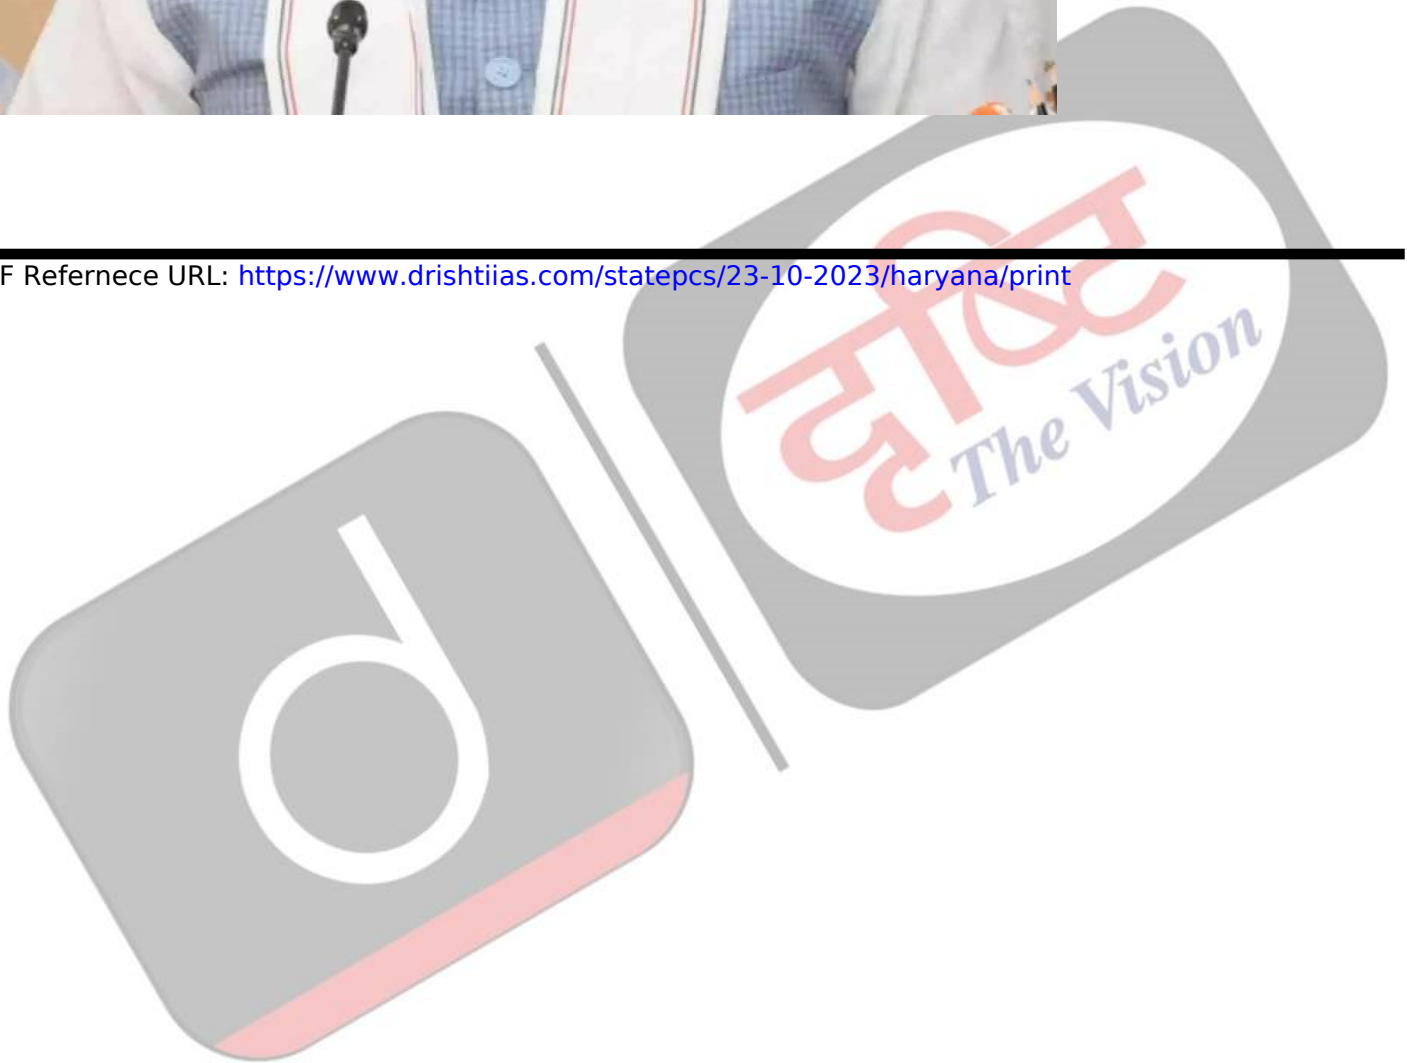 F Refernece URL: https://www.drishtiias.com/statepcs/23-10-2023/haryana/print
दृष्टि
The Vision
d